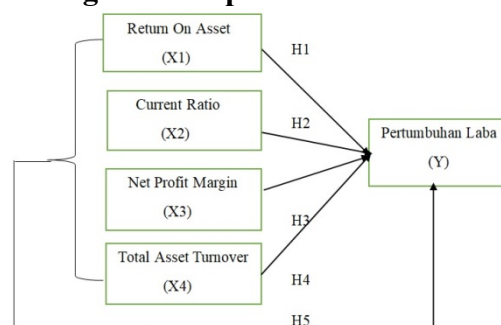 Return On Asset
(X1)
H1
Current Ratio
(X2)
H2
Pertumbuhan Laba
(Y)
Net Profit Margin
(X3)
H3
Total Asset Turnover
(X4)
H4
H5